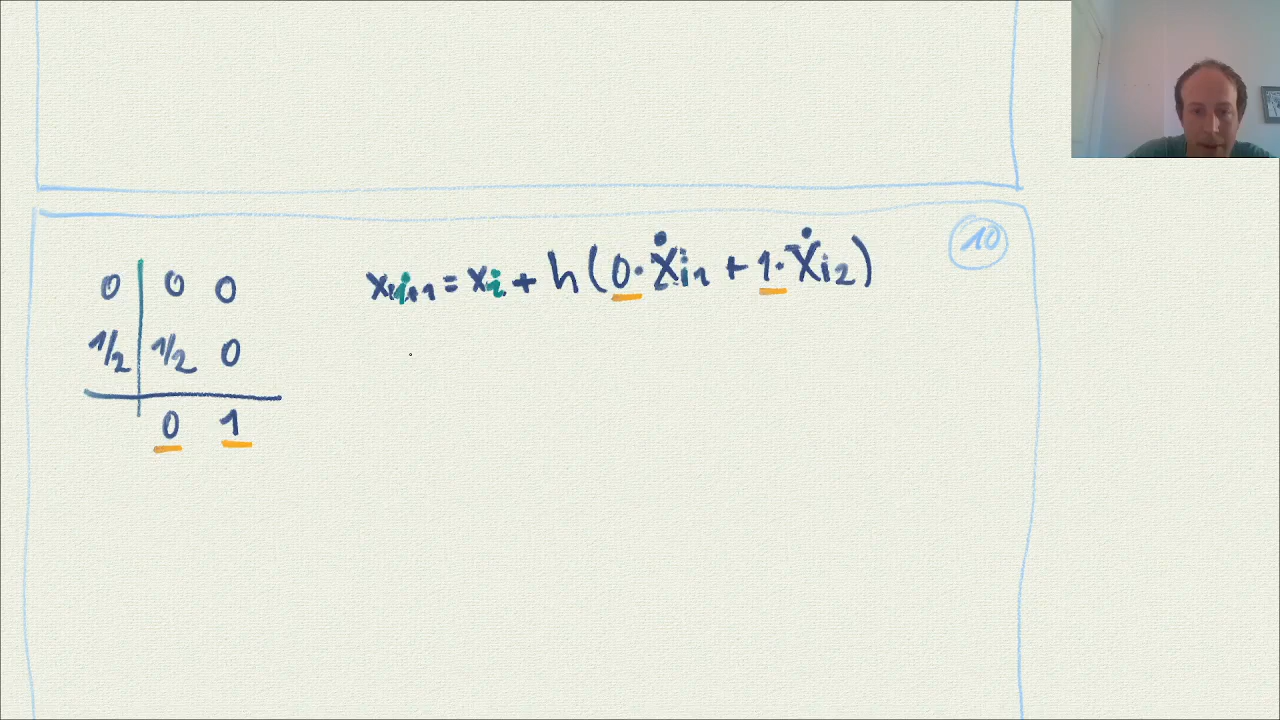 10
x_{i+1} = x_i + h(0·Ẋ_{i1} + 1·Ẋ_{i2})
0 | 0 0
1/2 | 1/2 0
0 1